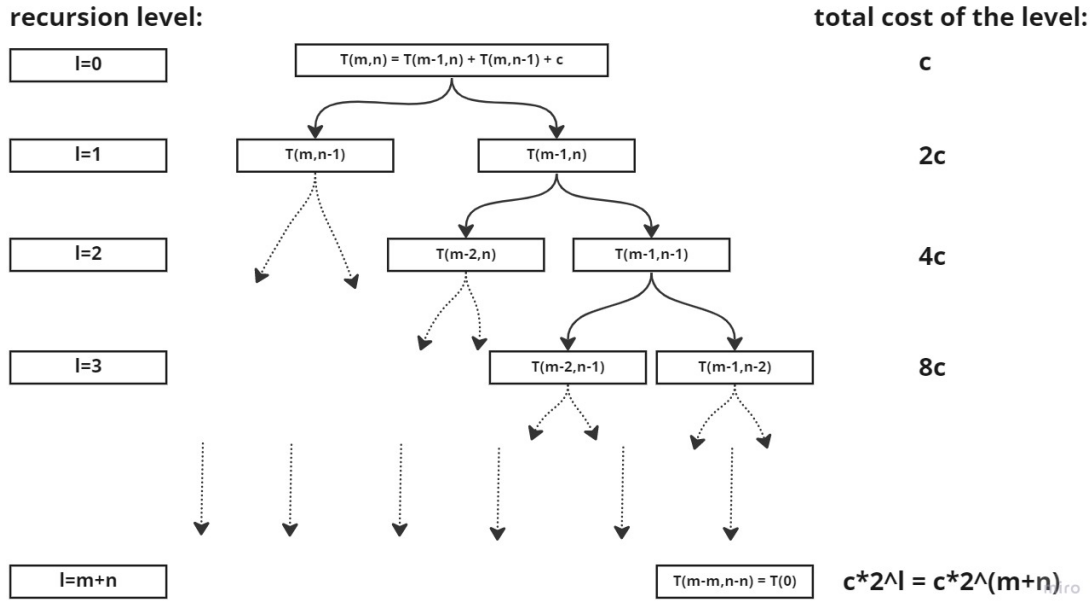 recursion level:
total cost of the level:
l=0
T(m,n) = T(m-1,n) + T(m,n-1) + c
c
l=1
T(m,n-1)
T(m-1,n)
2c
l=2
T(m-2,n)
T(m-1,n-1)
4c
l=3
T(m-2,n-1)
T(m-1,n-2)
8c
l=m+n
T(m-m,n-n) = T(0)
c*2^l = c*2^(m+n)
miro